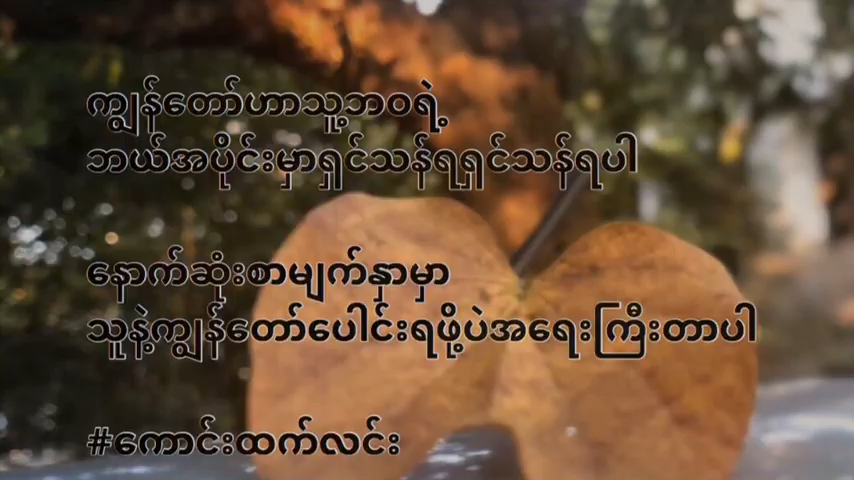 ကျွန်တော်ဟာသူ့ဘဝရဲ့
ဘယ်အပိုင်းမှာရှင်သန်ရရှင်သန်ရပါ
နောက်ဆုံးစာမျက်နှာမှာ
သူနဲ့ကျွန်တော်ပေါင်းရဖို့ပဲအရေးကြီးတာပါ
#ကောင်းထက်လင်း